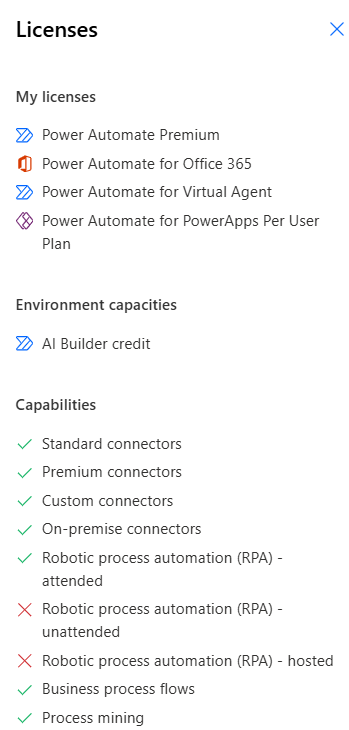 Licenses
My licenses
Power Automate Premium
Power Automate for Office 365
Power Automate for Virtual Agent
Power Automate for PowerApps Per User
Plan
Environment capacities
AI Builder credit
Capabilities
Standard connectors
Premium connectors
Custom connectors
On-premise connectors
Robotic process automation (RPA) -
attended
Robotic process automation (RPA) -
unattended
Robotic process automation (RPA) - hosted
Business process flows
Process mining